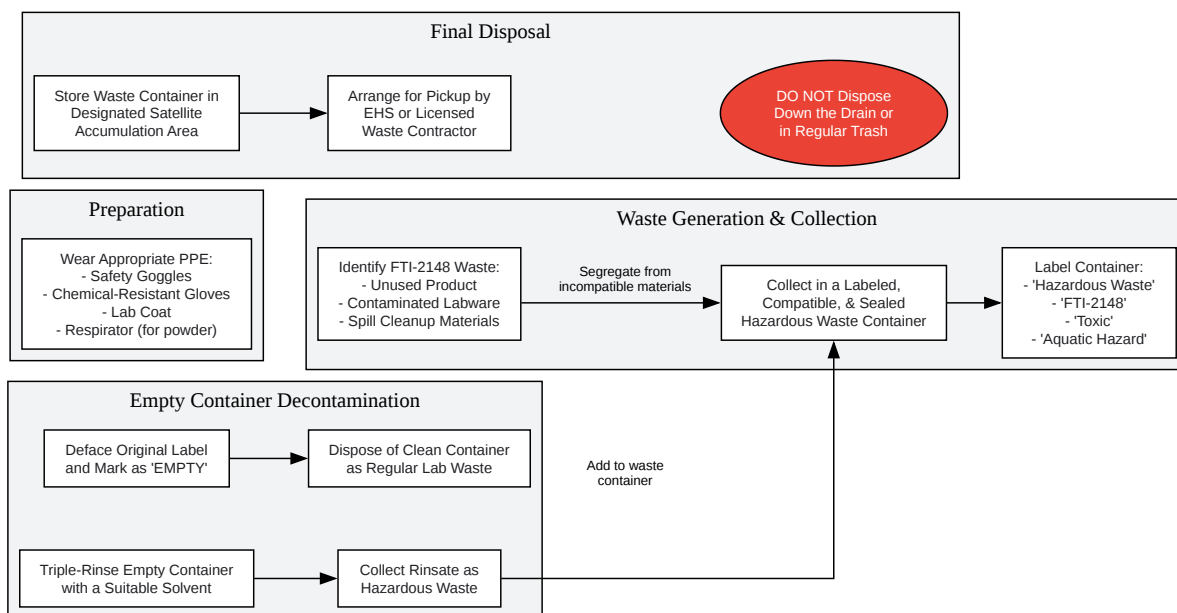 Final Disposal
Store Waste Container in
Designated Satellite
Accumulation Area
Arrange for Pickup by
EHS or Licensed
Waste Contractor
DO NOT Dispose
Down the Drain or
in Regular Trash
Preparation
Wear Appropriate PPE:
- Safety Goggles
- Chemical-Resistant Gloves
- Lab Coat
- Respirator (for powder)
Waste Generation & Collection
Identify FTI-2148 Waste:
- Unused Product
- Contaminated Labware
- Spill Cleanup Materials
Segregate from
incompatible materials
Collect in a Labeled,
Compatible, & Sealed
Hazardous Waste Container
Label Container:
- 'Hazardous Waste'
- 'FTI-2148'
- 'Toxic'
- 'Aquatic Hazard'
Empty Container Decontamination
Deface Original Label
and Mark as 'EMPTY'
Dispose of Clean Container
as Regular Lab Waste
Triple-Rinse Empty Container
with a Suitable Solvent
Collect Rinsate as
Hazardous Waste
Add to waste
container